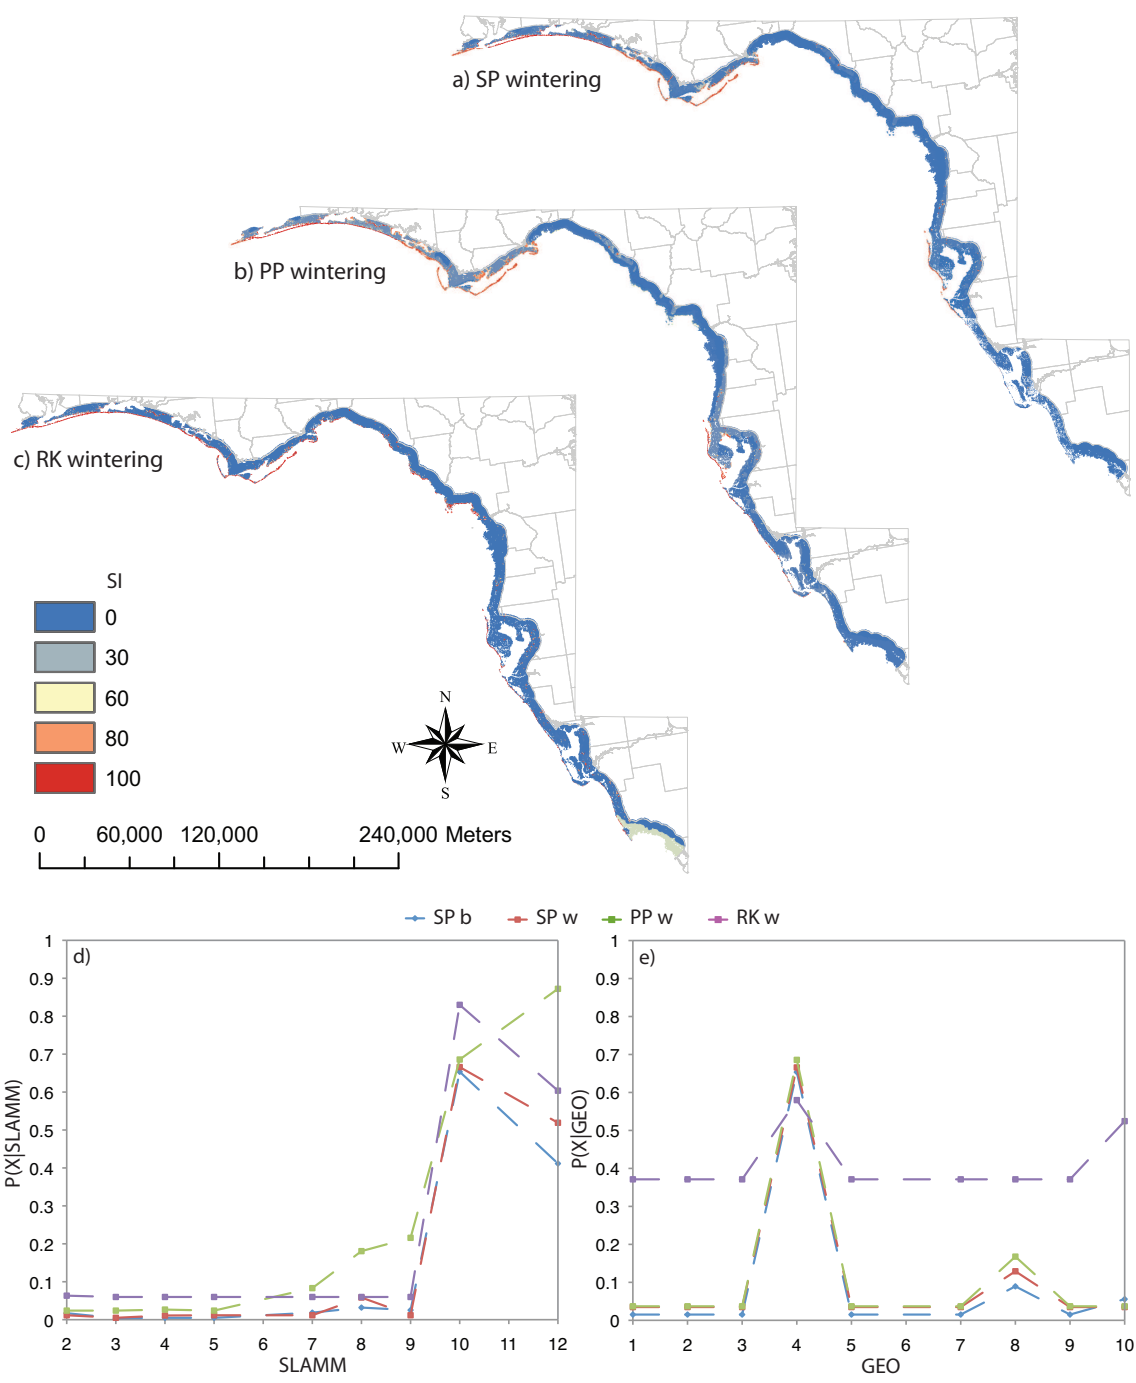 a) SP wintering
b) PP wintering
c) RK wintering
SI
0
30
60
80
100
N
W E
S
0 60,000 120,000 240,000 Meters
SP b SP w PP w RK w
d)
1
0.9
0.8
0.7
0.6
0.5
0.4
0.3
0.2
0.1
0
P(X|SLAMM)
2 3 4 5 6 7 8 9 10 11 12
SLAMM
e)
1
0.9
0.8
0.7
0.6
0.5
0.4
0.3
0.2
0.1
0
P(X|GEO)
1 2 3 4 5 6 7 8 9 10
GEO